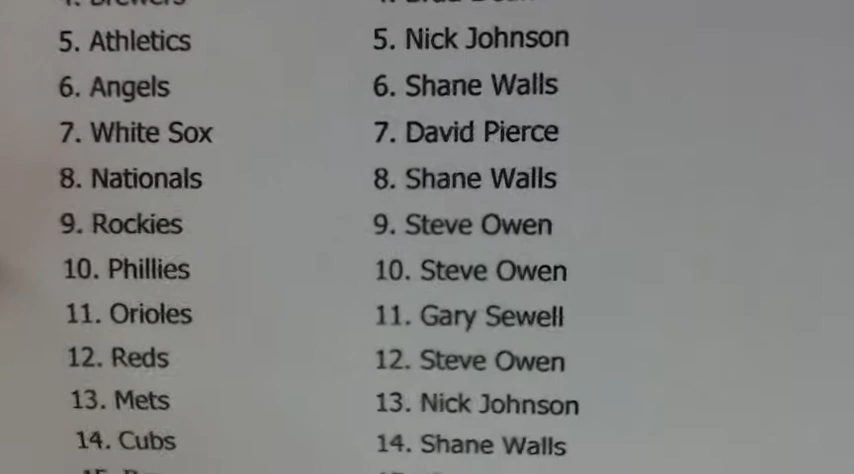 4. Brewers
5. Athletics 5. Nick Johnson
6. Angels 6. Shane Walls
7. White Sox 7. David Pierce
8. Nationals 8. Shane Walls
9. Rockies 9. Steve Owen
10. Phillies 10. Steve Owen
11. Orioles 11. Gary Sewell
12. Reds 12. Steve Owen
13. Mets 13. Nick Johnson
14. Cubs 14. Shane Walls